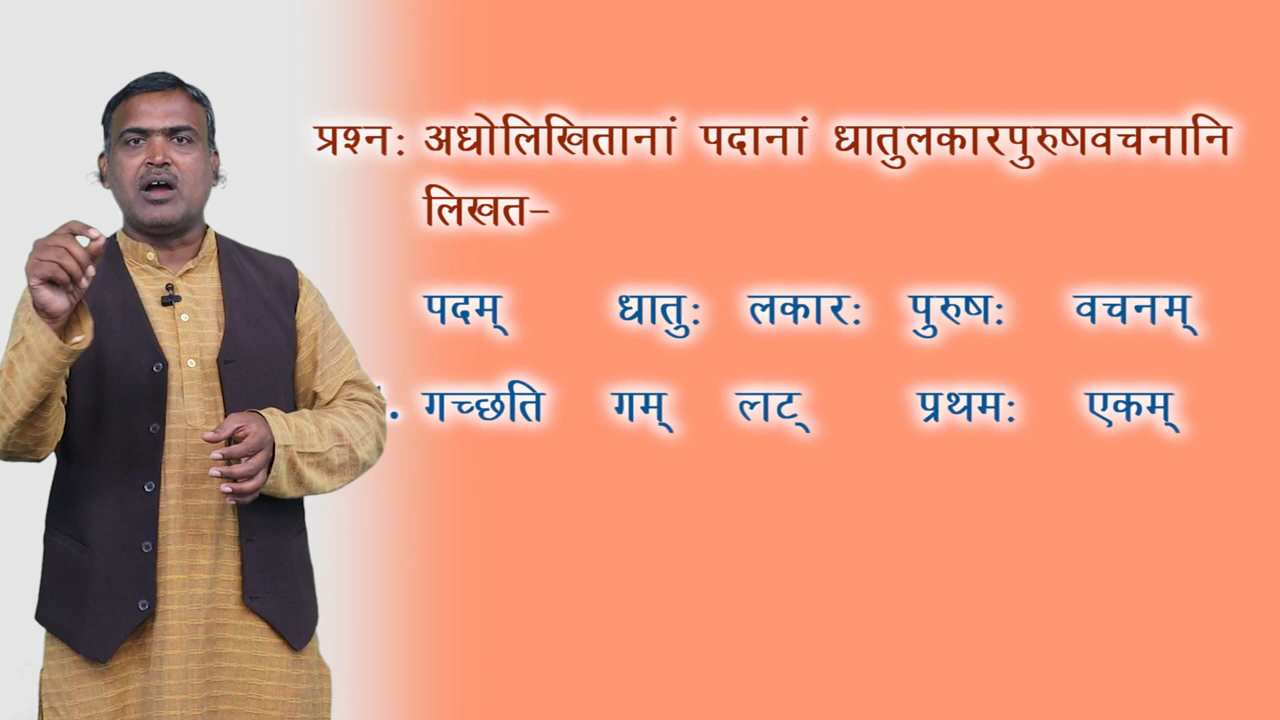 प्रश्न: अधोलिखितानां पदानां धातुलकारपुरुषवचनानि
लिखत-
पदम् धातु: लकार: पुरुष: वचनम्
गच्छति गम् लट् प्रथम: एकम्